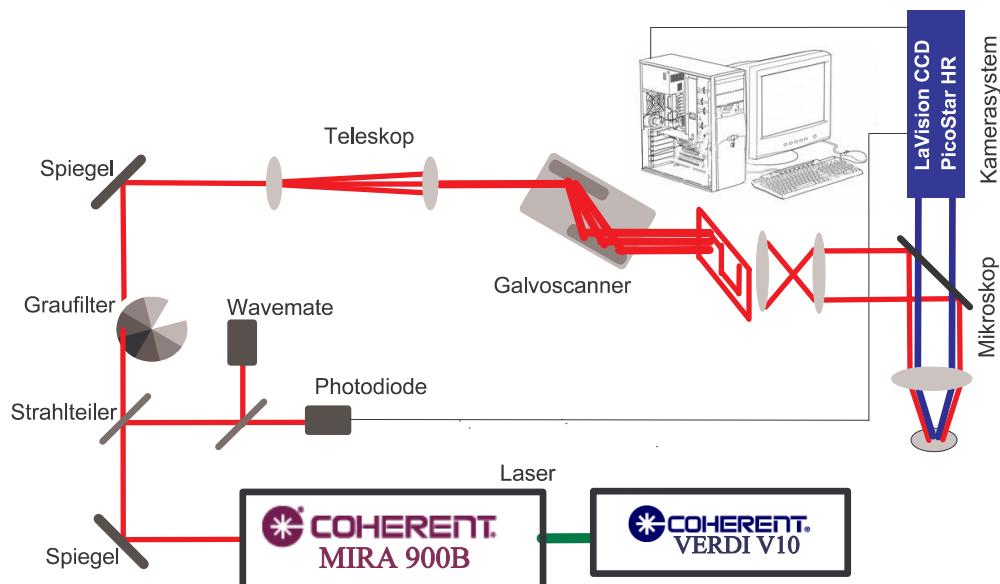 Teleskop
Spiegel
LaVision CCD
PicoStar HR
Kamerasystem
Galvoscanner
Graufilter
Wavemate
Mikroskop
Photodiode
Strahlteiler
Laser
Spiegel
COHERENT.
MIRA 900B
COHERENT.
VERDI V10